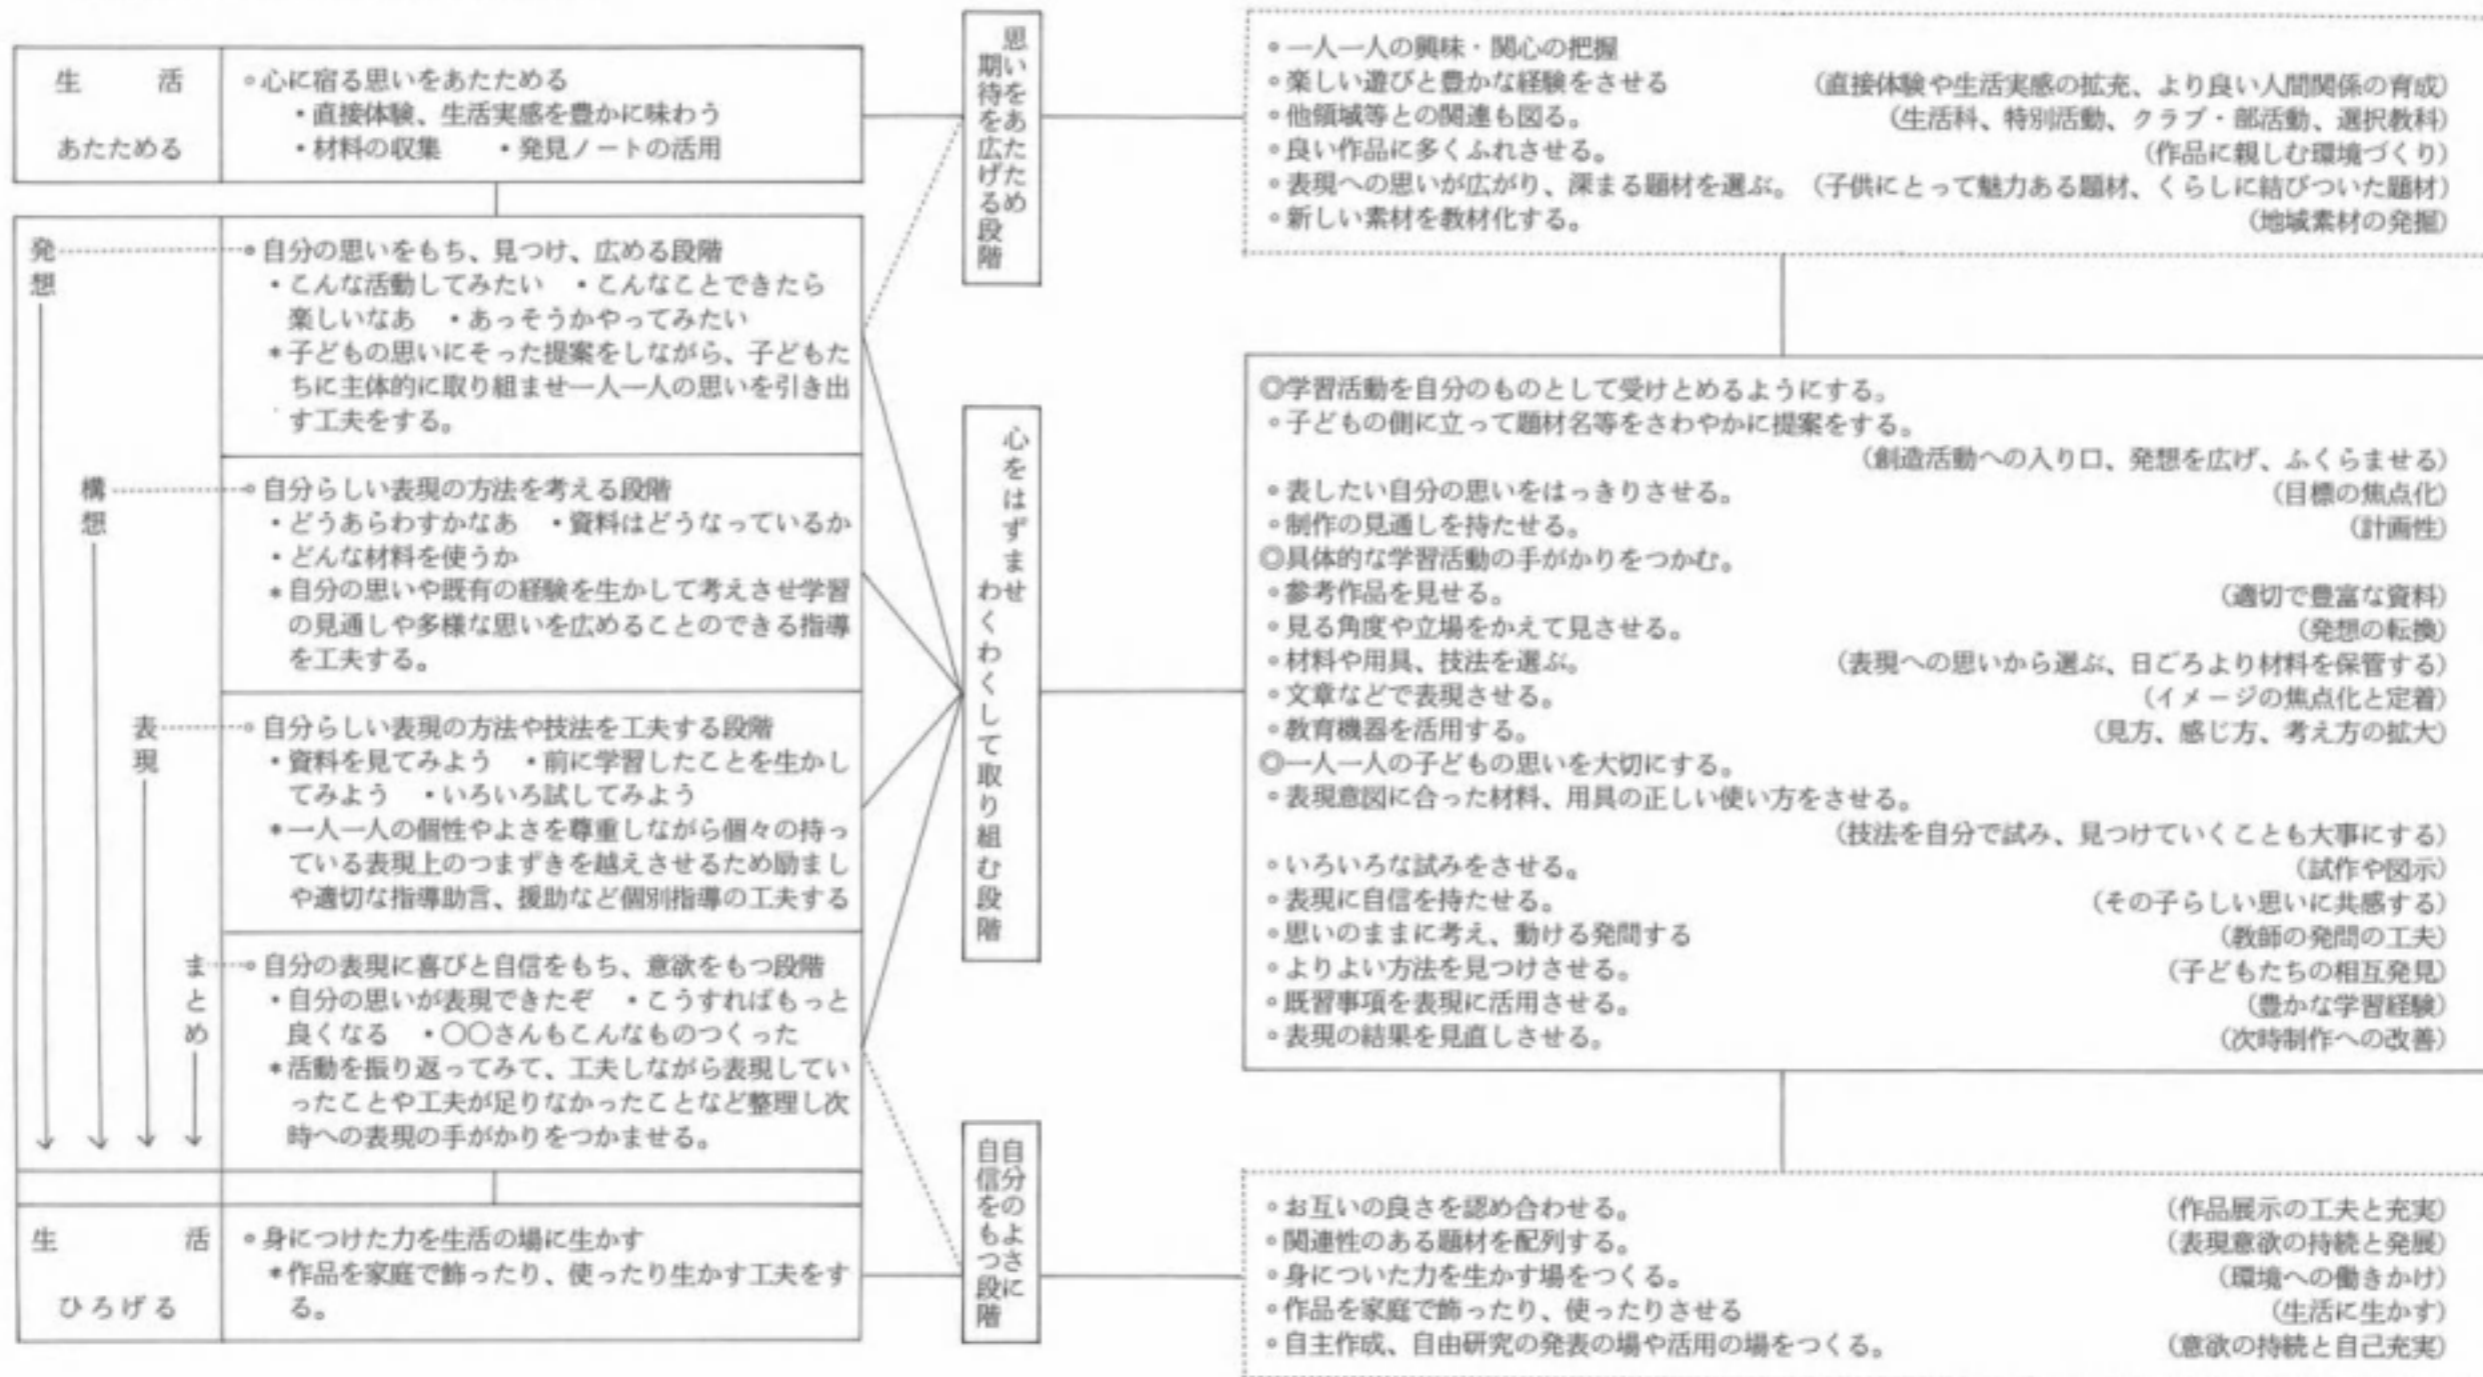 生　活
あたためる
◦心に宿る思いをあたためる
・直接体験、生活実感を豊かに味わう
・材料の収集　・発見ノートの活用
発想
◦自分の思いをもち、見つけ、広める段階
・こんな活動してみたい　・こんなことできたら
楽しいなあ　・あっそうかやってみたい
*子どもの思いにそった提案をしながら、子どもた
ちに主体的に取り組ませ一人一人の思いを引き出
す工夫をする。
構想
◦自分らしい表現の方法を考える段階
・どうあらわすかなあ　・資料はどうなっているか
・どんな材料を使うか
*自分の思いや既有の経験を生かして考えさせ学習
の見通しや多様な思いを広めることのできる指導
を工夫する。
表現
◦自分らしい表現の方法や技法を工夫する段階
・資料を見てみよう　・前に学習したことを生かし
てみよう　・いろいろ試してみよう
*一人一人の個性やよさを尊重しながら個々の持っ
ている表現上のつまずきを越えさせるため励まし
や適切な指導助言、援助など個別指導の工夫する
まとめ
◦自分の表現に喜びと自信をもち、意欲をもつ段階
・自分の思いが表現できたぞ　・こうすればもっと
良くなる　・〇〇さんもこんなものつくった
*活動を振り返ってみて、工夫しながら表現してい
ったことや工夫が足りなかったことなど整理し次
時への表現の手がかりをつかませる。
生　活
ひろげる
◦身につけた力を生活の場に生かす
*作品を家庭で飾ったり、使ったり生かす工夫をす
る。
思いをあたため
期待を広げる段階
心をはずませ
わくわくして取り組む段階
自分のよさに
自信をもつ段階
◦一人一人の興味・関心の把握
◦楽しい遊びと豊かな経験をさせる　（直接体験や生活実感の拡充、より良い人間関係の育成）
◦他領域等との関連も図る。　（生活科、特別活動、クラブ・部活動、選択教科）
◦良い作品に多くふれさせる。　（作品に親しむ環境づくり）
◦表現への思いが広がり、深まる題材を選ぶ。（子供にとって魅力ある題材、くらしに結びついた題材）
◦新しい素材を教材化する。　（地域素材の発掘）
◎学習活動を自分のものとして受けとめるようにする。
◦子どもの側に立って題材名等をさわやかに提案をする。
（創造活動への入り口、発想を広げ、ふくらませる）
◦表したい自分の思いをはっきりさせる。　（目標の焦点化）
◦制作の見通しを持たせる。　（計画性）
◎具体的な学習活動の手がかりをつかむ。
◦参考作品を見せる。　（適切で豊富な資料）
◦見る角度や立場をかえて見させる。　（発想の転換）
◦材料や用具、技法を選ぶ。　（表現への思いから選ぶ、日ごろより材料を保管する）
◦文章などで表現させる。　（イメージの焦点化と定着）
◦教育機器を活用する。　（見方、感じ方、考え方の拡大）
◎一人一人の子どもの思いを大切にする。
◦表現意図に合った材料、用具の正しい使い方をさせる。
（技法を自分で試み、見つけていくことも大事にする）
◦いろいろな試みをさせる。　（試作や図示）
◦表現に自信を持たせる。　（その子らしい思いに共感する）
◦思いのままに考え、動ける発問する　（教師の発問の工夫）
◦よりよい方法を見つけさせる。　（子どもたちの相互発見）
◦既習事項を表現に活用させる。　（豊かな学習経験）
◦表現の結果を見直しさせる。　（次時制作への改善）
◦お互いの良さを認め合わせる。　（作品展示の工夫と充実）
◦関連性のある題材を配列する。　（表現意欲の持続と発展）
◦身についた力を生かす場をつくる。　（環境への働きかけ）
◦作品を家庭で飾ったり、使ったりさせる　（生活に生かす）
◦自主作成、自由研究の発表の場や活用の場をつくる。　（意欲の持続と自己充実）